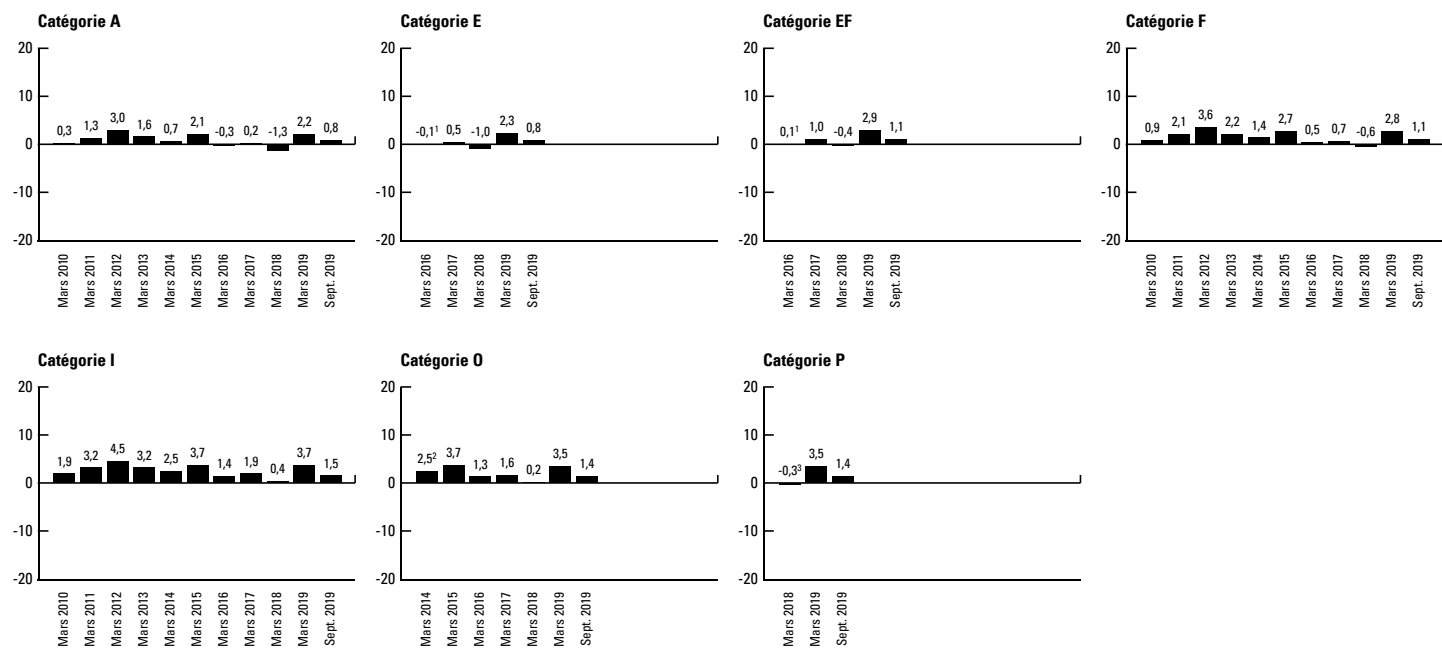 Catégorie A
20
10
0
-10
-20
0,3
1,3
3,0
1,6
0,7
2,1
-0,3
0,2
-1,3
2,2
0,8
Mars 2010
Mars 2011
Mars 2012
Mars 2013
Mars 2014
Mars 2015
Mars 2016
Mars 2017
Mars 2018
Mars 2019
Sept. 2019
Catégorie E
20
10
0
-10
-20
-0,1¹
0,5
-1,0
2,3
0,8
Mars 2016
Mars 2017
Mars 2018
Mars 2019
Sept. 2019
Catégorie EF
20
10
0
-10
-20
0,1¹
1,0
-0,4
2,9
1,1
Mars 2016
Mars 2017
Mars 2018
Mars 2019
Sept. 2019
Catégorie F
20
10
0
-10
-20
0,9
2,1
3,6
2,2
1,4
2,7
0,5
0,7
-0,6
2,8
1,1
Mars 2010
Mars 2011
Mars 2012
Mars 2013
Mars 2014
Mars 2015
Mars 2016
Mars 2017
Mars 2018
Mars 2019
Sept. 2019
Catégorie I
20
10
0
-10
-20
1,9
3,2
4,5
3,2
2,5
3,7
1,4
1,9
0,4
3,7
1,5
Mars 2010
Mars 2011
Mars 2012
Mars 2013
Mars 2014
Mars 2015
Mars 2016
Mars 2017
Mars 2018
Mars 2019
Sept. 2019
Catégorie O
20
10
0
-10
-20
2,5²
3,7
1,3
1,6
0,2
3,5
1,4
Mars 2014
Mars 2015
Mars 2016
Mars 2017
Mars 2018
Mars 2019
Sept. 2019
Catégorie P
20
10
0
-10
-20
-0,3³
3,5
1,4
Mars 2018
Mars 2019
Sept. 2019